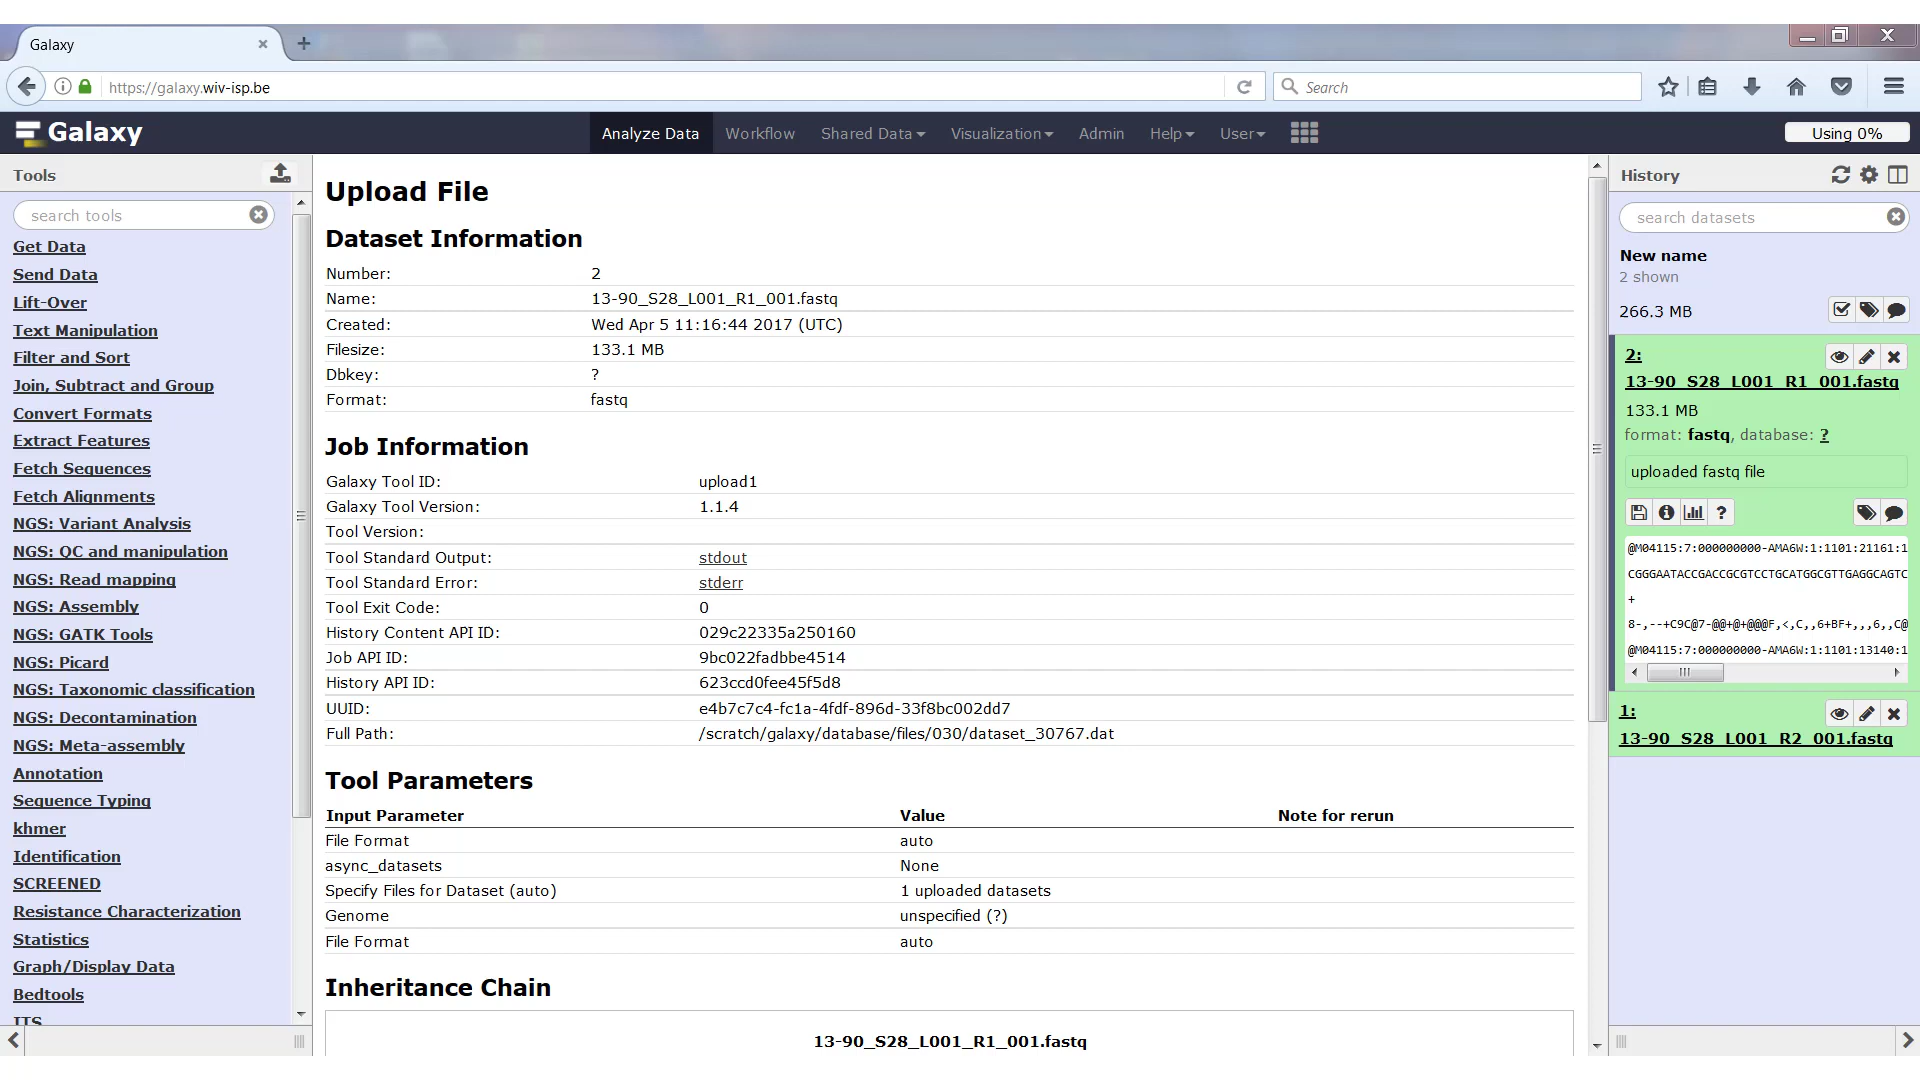 Galaxy
https://galaxy.wiv-isp.be
Search
Galaxy
Analyze Data
Workflow
Shared Data
Visualization
Admin
Help
User
Using 0%
Tools
search tools
Get Data
Send Data
Lift-Over
Text Manipulation
Filter and Sort
Join, Subtract and Group
Convert Formats
Extract Features
Fetch Sequences
Fetch Alignments
NGS: Variant Analysis
NGS: QC and manipulation
NGS: Read mapping
NGS: Assembly
NGS: GATK Tools
NGS: Picard
NGS: Taxonomic classification
NGS: Decontamination
NGS: Meta-assembly
Annotation
Sequence Typing
khmer
Identification
SCREENED
Resistance Characterization
Statistics
Graph/Display Data
Bedtools
ITS
Upload File
Dataset Information
Number: 2
Name: 13-90_S28_L001_R1_001.fastq
Created: Wed Apr 5 11:16:44 2017 (UTC)
Filesize: 133.1 MB
Dbkey: ?
Format: fastq
Job Information
Galaxy Tool ID: upload1
Galaxy Tool Version: 1.1.4
Tool Version:
Tool Standard Output: stdout
Tool Standard Error: stderr
Tool Exit Code: 0
History Content API ID: 029c22335a250160
Job API ID: 9bc022fadbbe4514
History API ID: 623ccd0fee45f5d8
UUID: e4b7c7c4-fc1a-4fdf-896d-33f8bc002dd7
Full Path: /scratch/galaxy/database/files/030/dataset_30767.dat
Tool Parameters
Input Parameter Value Note for rerun
File Format auto
async_datasets None
Specify Files for Dataset (auto) 1 uploaded datasets
Genome unspecified (?)
File Format auto
Inheritance Chain
13-90_S28_L001_R1_001.fastq
History
search datasets
New name
2 shown
266.3 MB
2:
13-90_S28_L001_R1_001.fastq
133.1 MB
format: fastq, database: ?
uploaded fastq file
?
@M04115:7:000000000-AMA6W:1:1101:21161:1
CGGGAATACCGACCGCGTCCTGCATGGCGTTGAGGCAGTC
+
8-,--+C9C@7-@@+@+@@@F,<,C,,6+BF+,,,6,,C@
@M04115:7:000000000-AMA6W:1:1101:13140:1
1:
13-90_S28_L001_R2_001.fastq